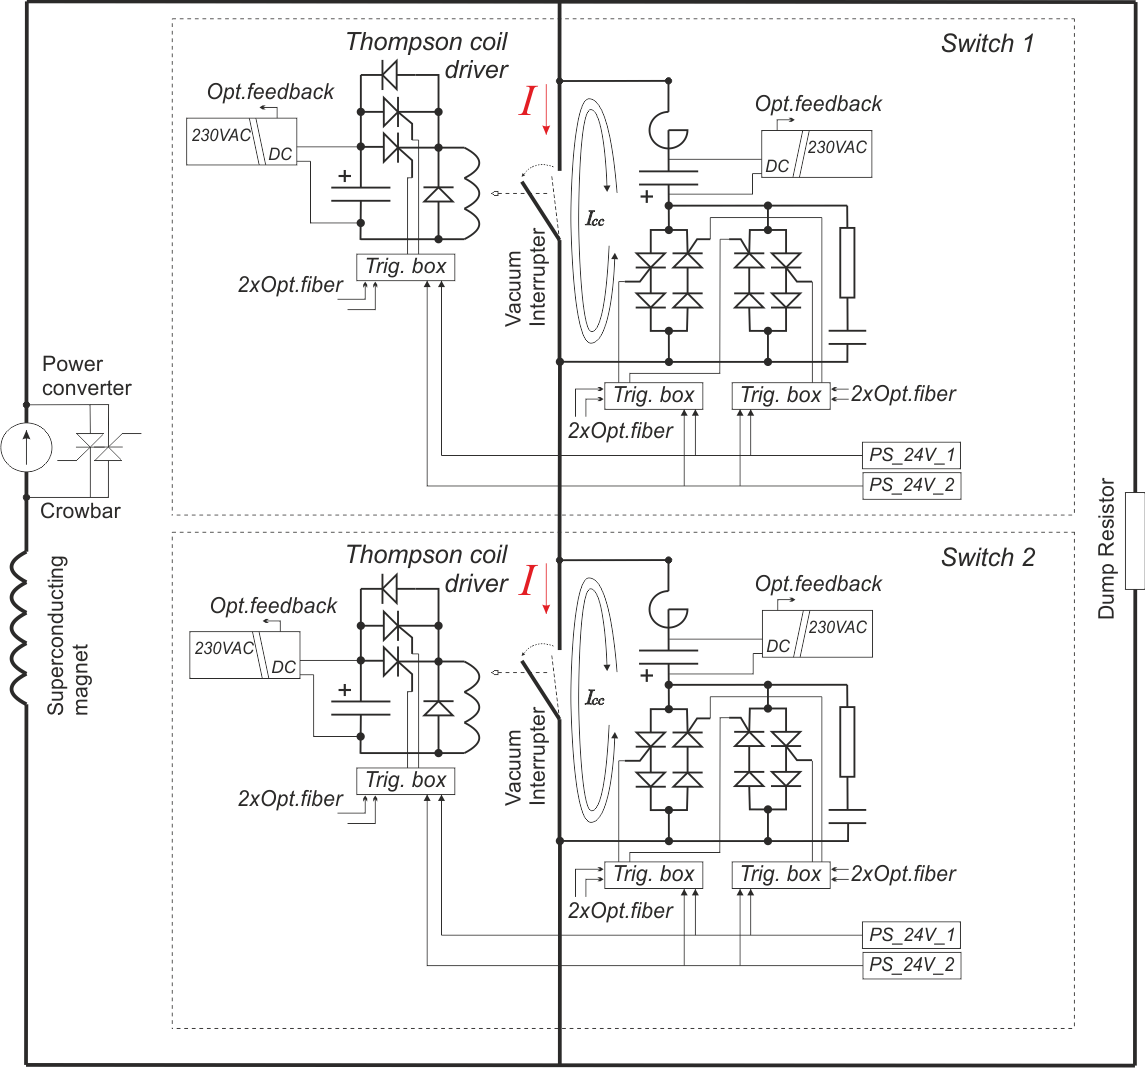 Thompson coil
driver
Switch 1
Opt.feedback
230VAC
DC
+
I
Opt.feedback
DC
230VAC
+
Icc
Vacuum
Interrupter
Trig. box
2xOpt.fiber
Trig. box
Trig. box
2xOpt.fiber
2xOpt.fiber
PS_24V_1
PS_24V_2
Power
converter
Crowbar
Superconducting
magnet
Dump Resistor
Thompson coil
driver
Switch 2
Opt.feedback
230VAC
DC
+
I
Opt.feedback
DC
230VAC
+
Icc
Vacuum
Interrupter
Trig. box
2xOpt.fiber
Trig. box
Trig. box
2xOpt.fiber
2xOpt.fiber
PS_24V_1
PS_24V_2